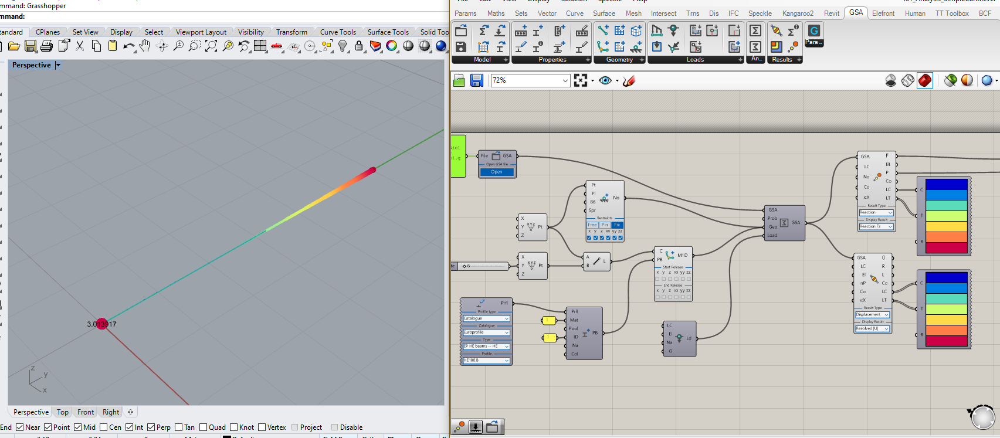 mmand: Grasshopper
mmand:
tandard CPlanes Set View Display Select Viewport Layout Visibility Transform Curve Tools Surface Tools Solid Too
Perspective
3.013917
z
y
x
Perspective Top Front Right
End Near Point Mid Cen Int Perp Tan Quad Knot Vertex Project Disable
Params Maths Sets Vector Curve Surface Mesh Intersect Trns Dis IFC Speckle Kangaroo2 Revit GSA Elefront Human TT Toolbox BCF
Para...
Model Properties Geometry Loads An... Results
72%
File GSA
Open GSA file
Open
X
Y Pt
Z
X
Y Pt
Z
6
Pt
Pl
B6 No
Spr
Restraints
Free Pin Fix
x y z xx yy zz
A
B L
C
PB M1D
Start Release
x y z xx yy zz
End Release
x y z xx yy zz
Prfl
Profile type
Catalogue
Catalogue
Europrofile
Type
EP HE beams -- HE
Profile
HE180.B
1
1
Prfl
Mat
Pool
ID PB
Na
Col
LC
El
Na Ld
G
GSA
Prob
Geo GSA
Load
GSA F
LC M
No P
Co Co
x:X LC
LT
Result Type
Reaction
Display Result
Reaction Fz
C
T
R
GSA U
LC R
El L
nP Co
Co LC
x:X LT
Result Type
Displacement
Display Result
Resolved |U|
C
T
R